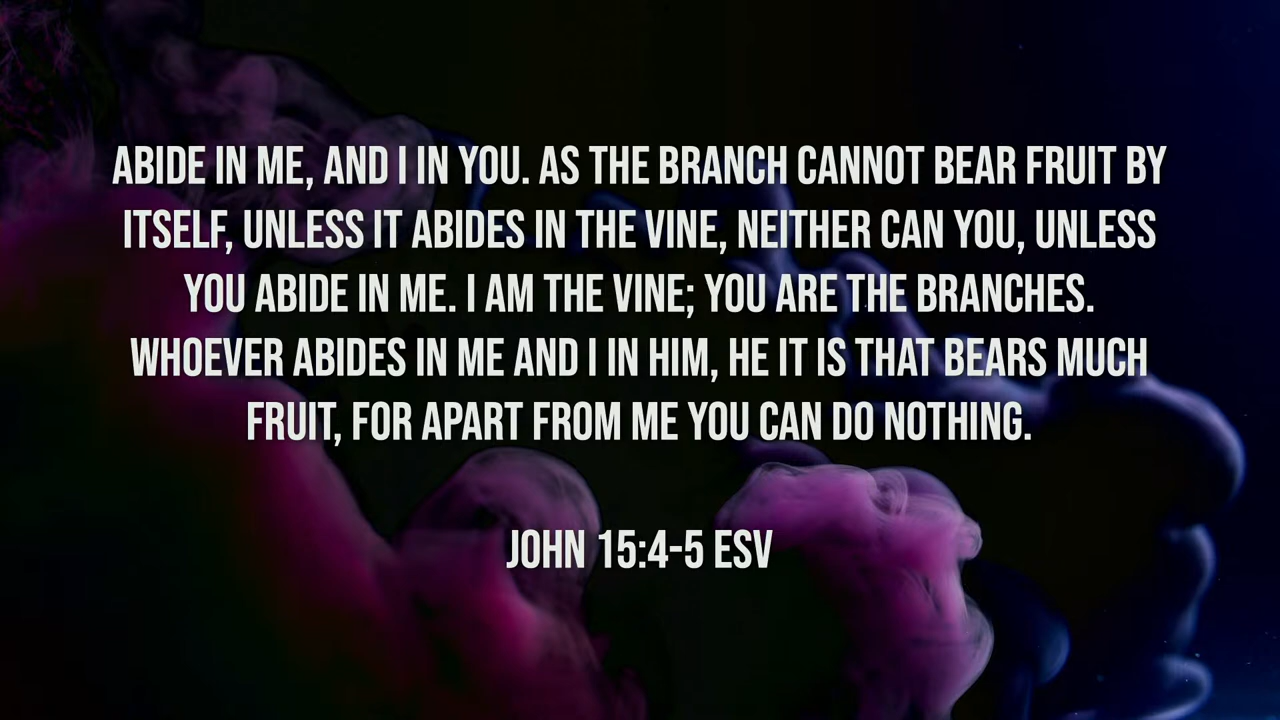 ABIDE IN ME, AND I IN YOU. AS THE BRANCH CANNOT BEAR FRUIT BY
ITSELF, UNLESS IT ABIDES IN THE VINE, NEITHER CAN YOU, UNLESS
YOU ABIDE IN ME. I AM THE VINE; YOU ARE THE BRANCHES.
WHOEVER ABIDES IN ME AND I IN HIM, HE IT IS THAT BEARS MUCH
FRUIT, FOR APART FROM ME YOU CAN DO NOTHING.
JOHN 15:4-5 ESV